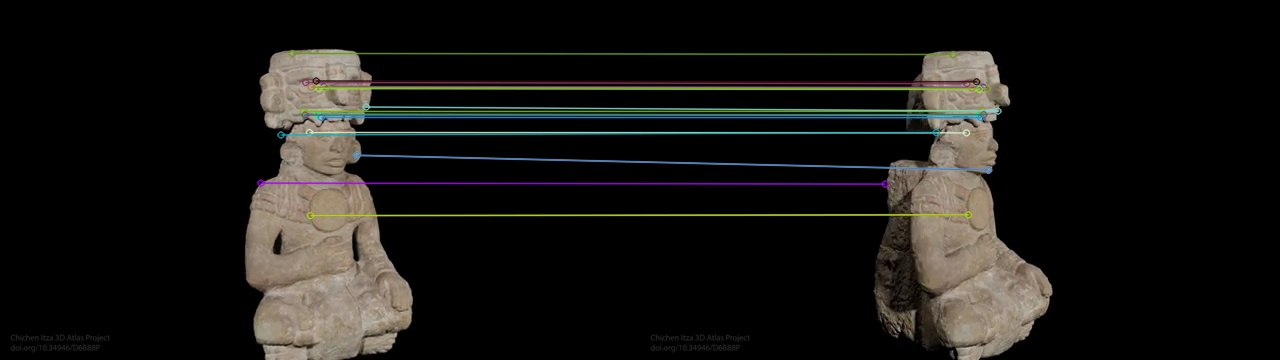 Chichen Itza 3D Atlas Project
doi.org/10.34946/D6B88P
Chichen Itza 3D Atlas Project
doi.org/10.34946/D6B88P